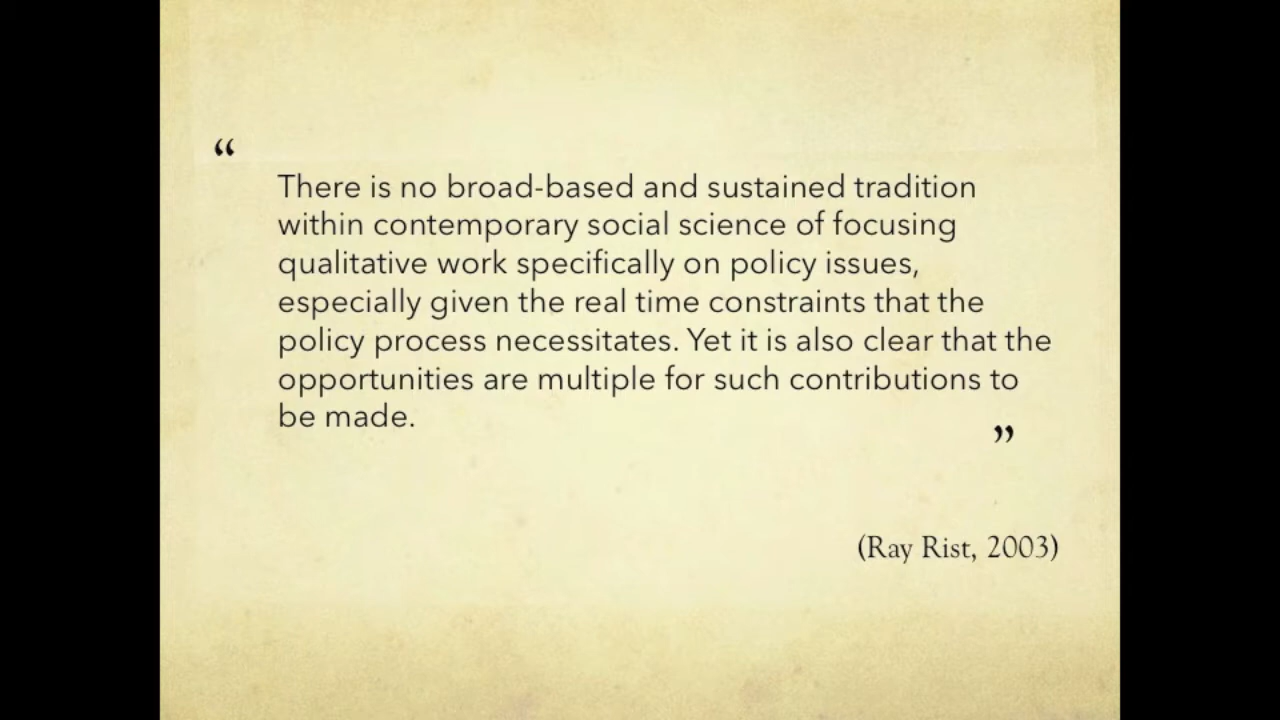 “
There is no broad-based and sustained tradition
within contemporary social science of focusing
qualitative work specifically on policy issues,
especially given the real time constraints that the
policy process necessitates. Yet it is also clear that the
opportunities are multiple for such contributions to
be made.
”
(Ray Rist, 2003)